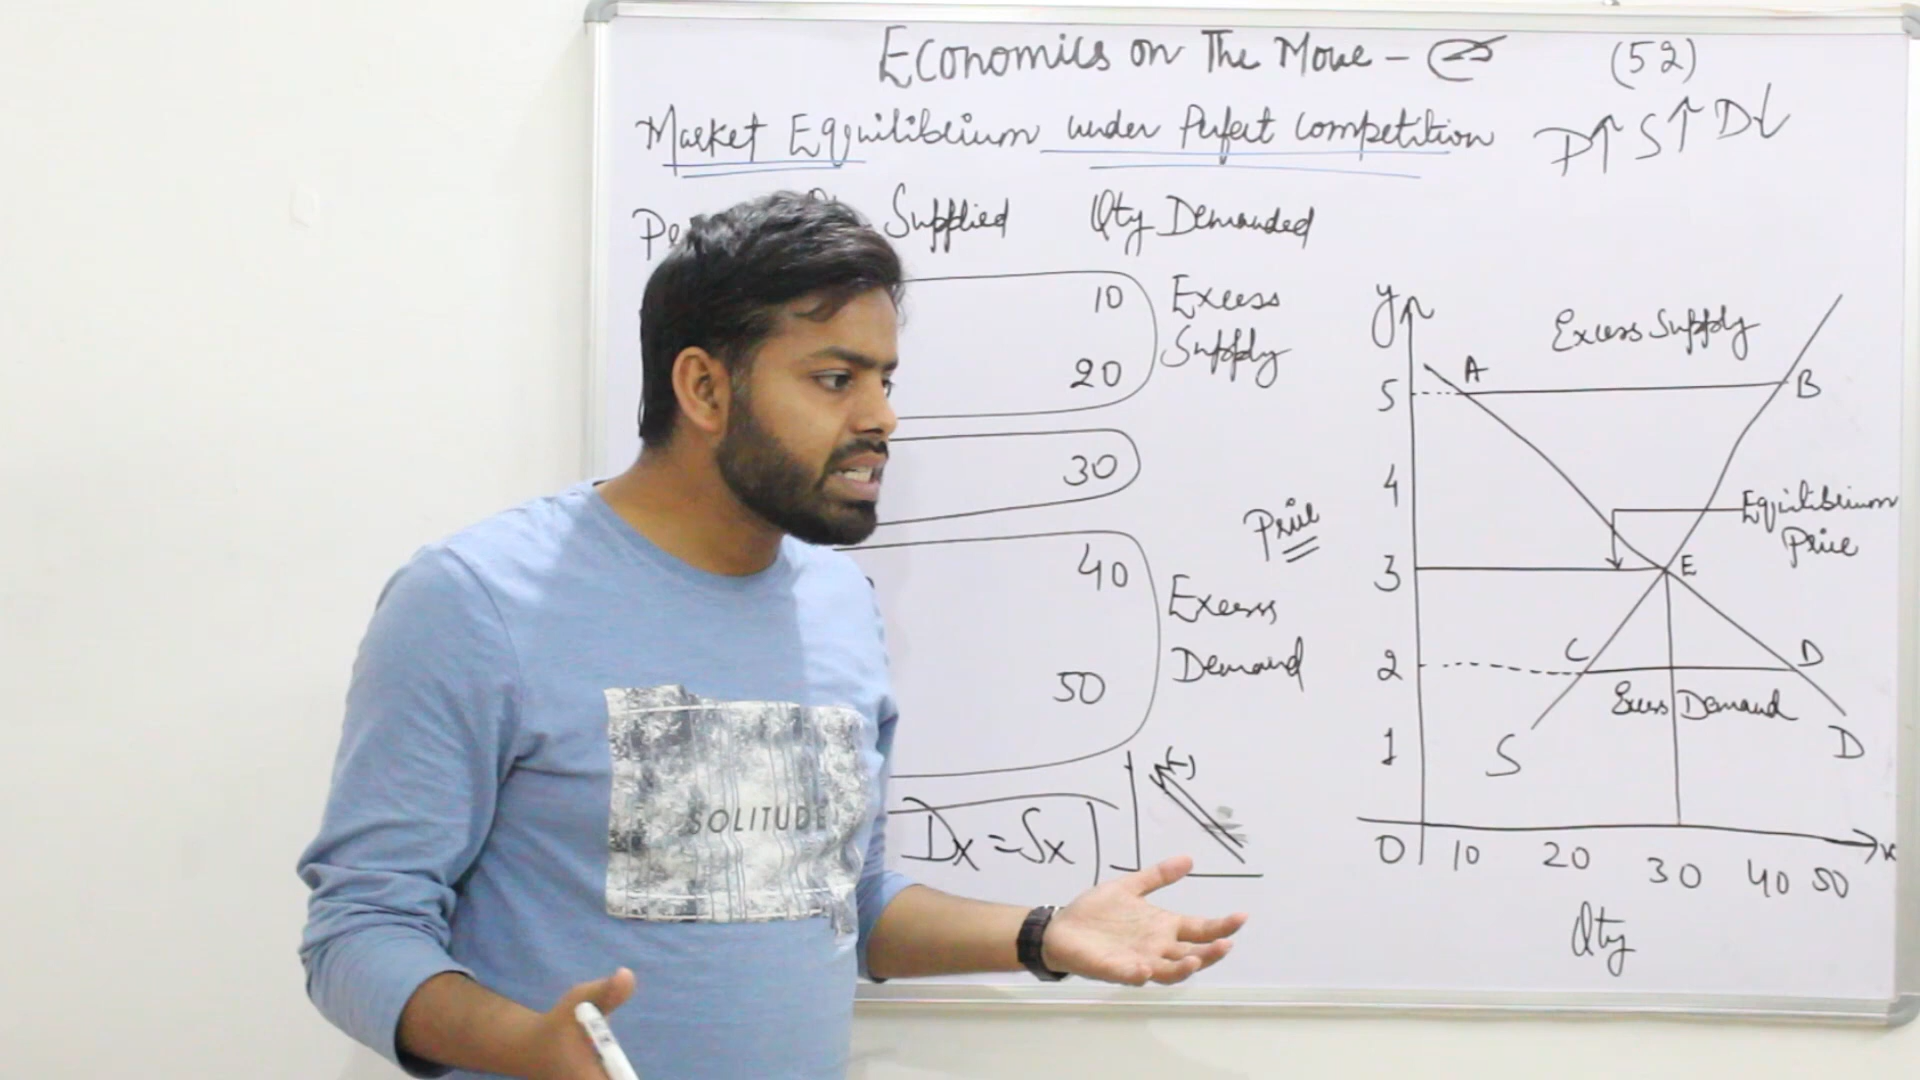 Economics on The Move - (52)
Market Equilibrium under Perfect competition P↑ S↑ D↓
Supplied Qty Demanded
10 Excess
20 Supply
30
40 Excess
50 Demand
Dx = Sx (-)
Price
y
Excess Supply
A B
5
4
Equilibrium
Price
3 E
C D
2
Excess Demand
1 S D
0 10 20 30 40 50 x
Qty
SOLITUDE